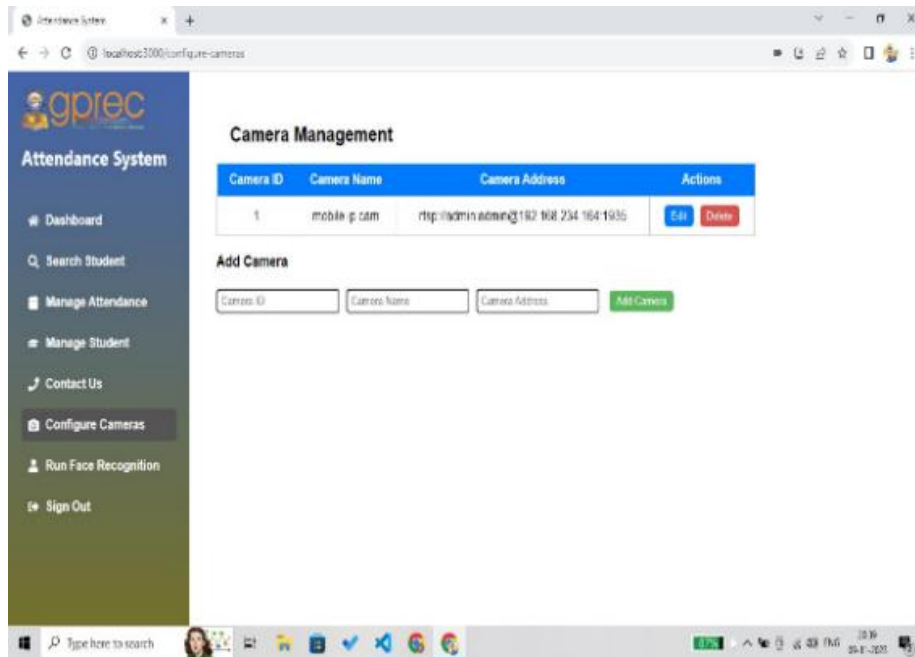 Attendance System
localhost:3000/configure-cameras
gprec
Attendance System
Dashboard
Search Student
Manage Attendance
Manage Student
Contact Us
Configure Cameras
Run Face Recognition
Sign Out
Camera Management
Camera ID Camera Name Camera Address Actions
1 mobile ip cam rtsp://admin:admin@192.168.234.164:1935 Edit Delete
Add Camera
Camera ID Camera Name Camera Address Add Camera
Type here to search
ENG